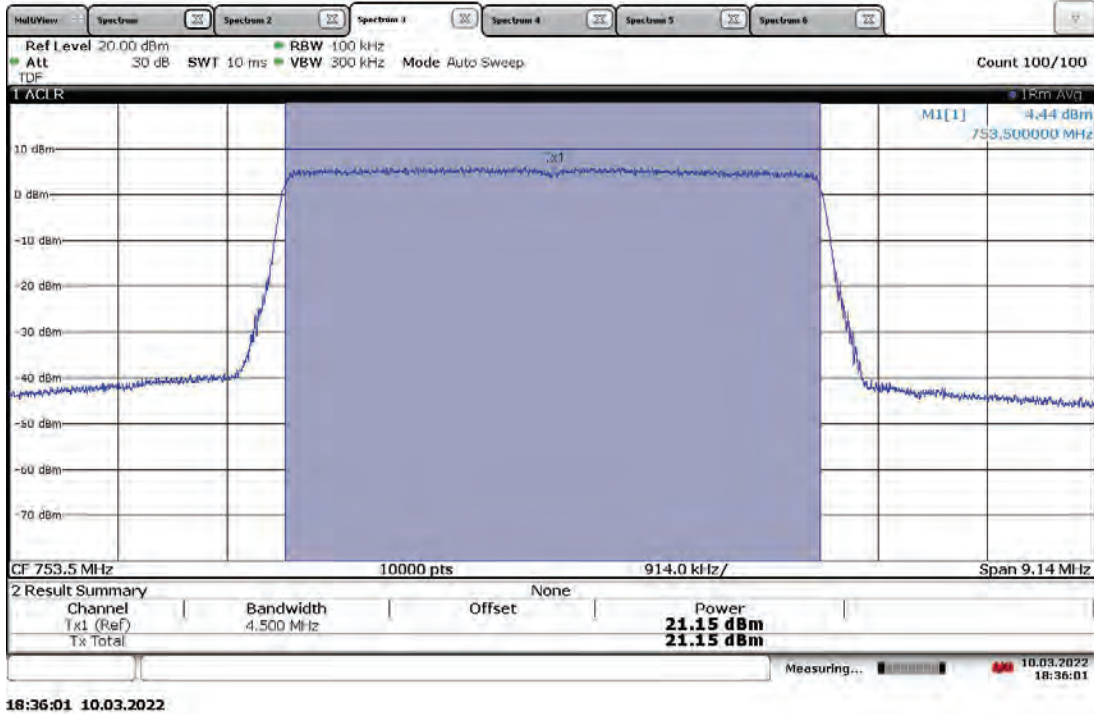 MultiView Spectrum Spectrum 2 Spectrum 3 Spectrum 4 Spectrum 5 Spectrum 6
Ref Level 20.00 dBm RBW 100 kHz
Att 30 dB SWT 10 ms VBW 300 kHz Mode Auto Sweep Count 100/100
TDF
1 ACLR 1Rm Avg
M1[1] 4.44 dBm
753.500000 MHz
10 dBm
Tx1
0 dBm
-10 dBm
-20 dBm
-30 dBm
-40 dBm
-50 dBm
-60 dBm
-70 dBm
CF 753.5 MHz 10000 pts 914.0 kHz/ Span 9.14 MHz
2 Result Summary None
Channel Bandwidth Offset Power
Tx1 (Ref) 4.500 MHz 21.15 dBm
Tx Total 21.15 dBm
Measuring... 10.03.2022
18:36:01
18:36:01 10.03.2022